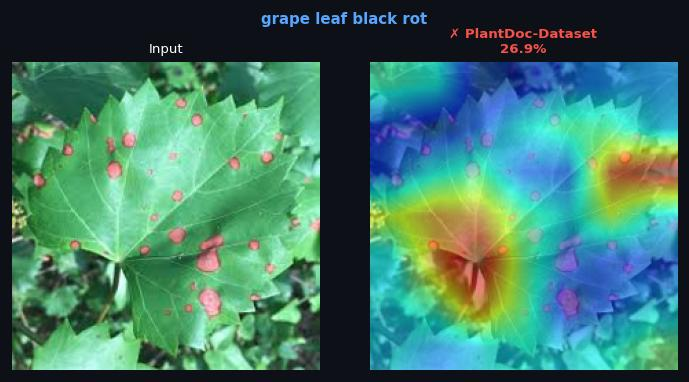 grape leaf black rot
Input
✗ PlantDoc-Dataset
26.9%